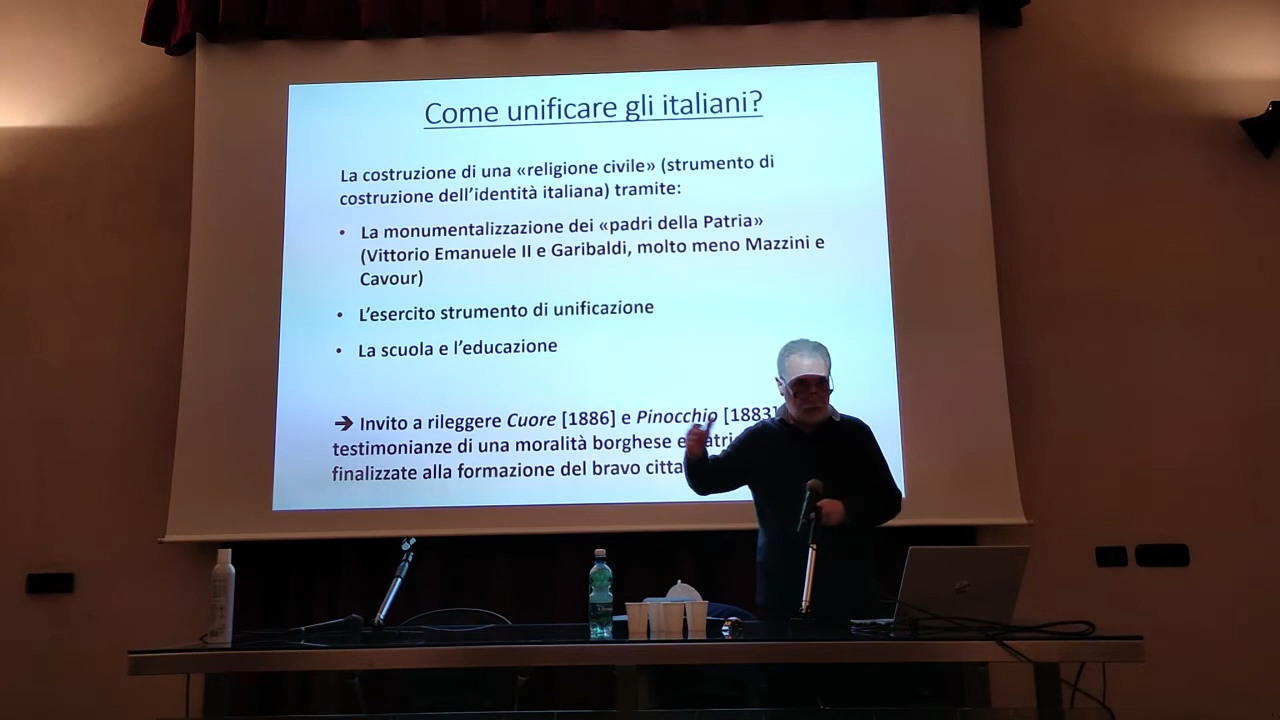 Come unificare gli italiani?
La costruzione di una «religione civile» (strumento di
costruzione dell'identità italiana) tramite:
• La monumentalizzazione dei «padri della Patria»
(Vittorio Emanuele II e Garibaldi, molto meno Mazzini e
Cavour)
• L'esercito strumento di unificazione
• La scuola e l'educazione
➔ Invito a rileggere Cuore [1886] e Pinocchio [1883]
testimonianze di una moralità borghese e
finalizzate alla formazione del bravo